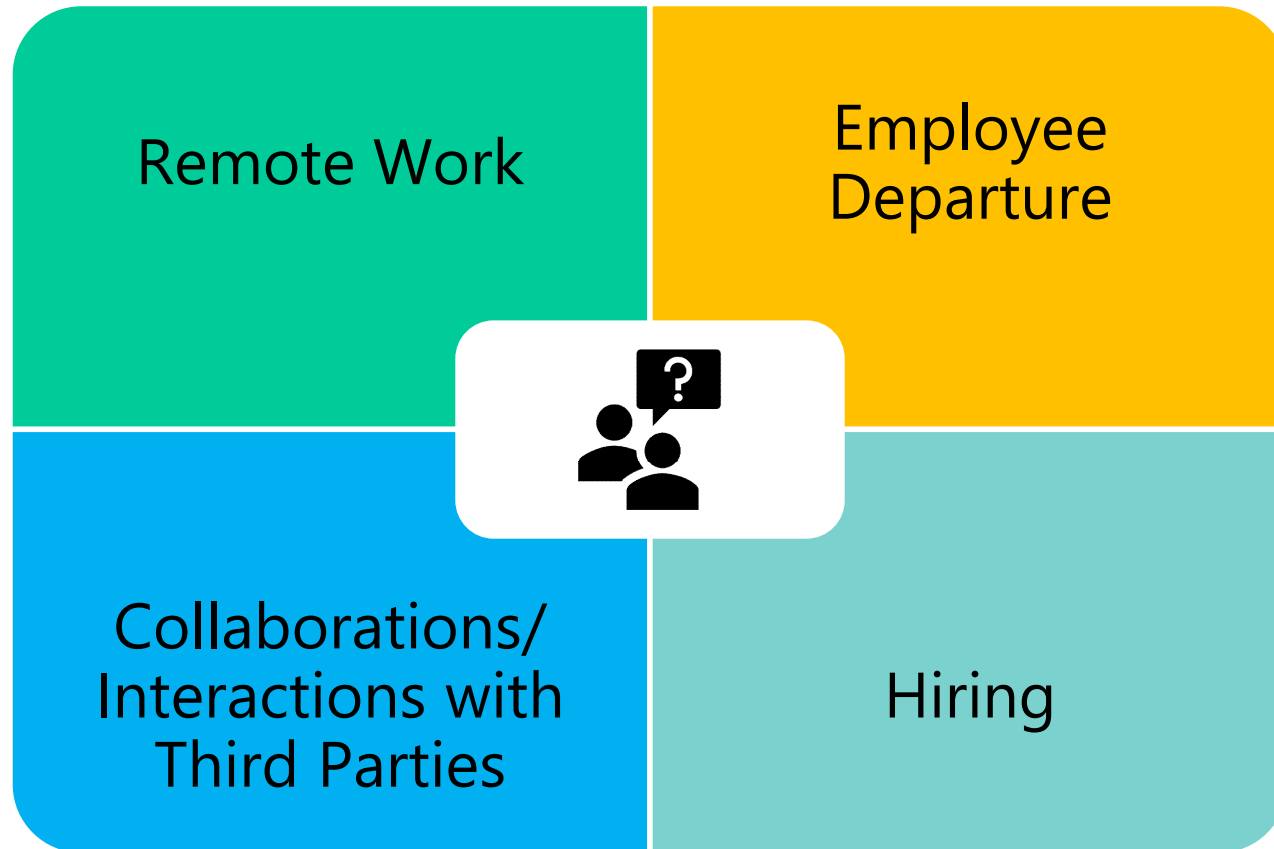 Remote Work
Employee
Departure
?
Collaborations/
Interactions with
Third Parties
Hiring